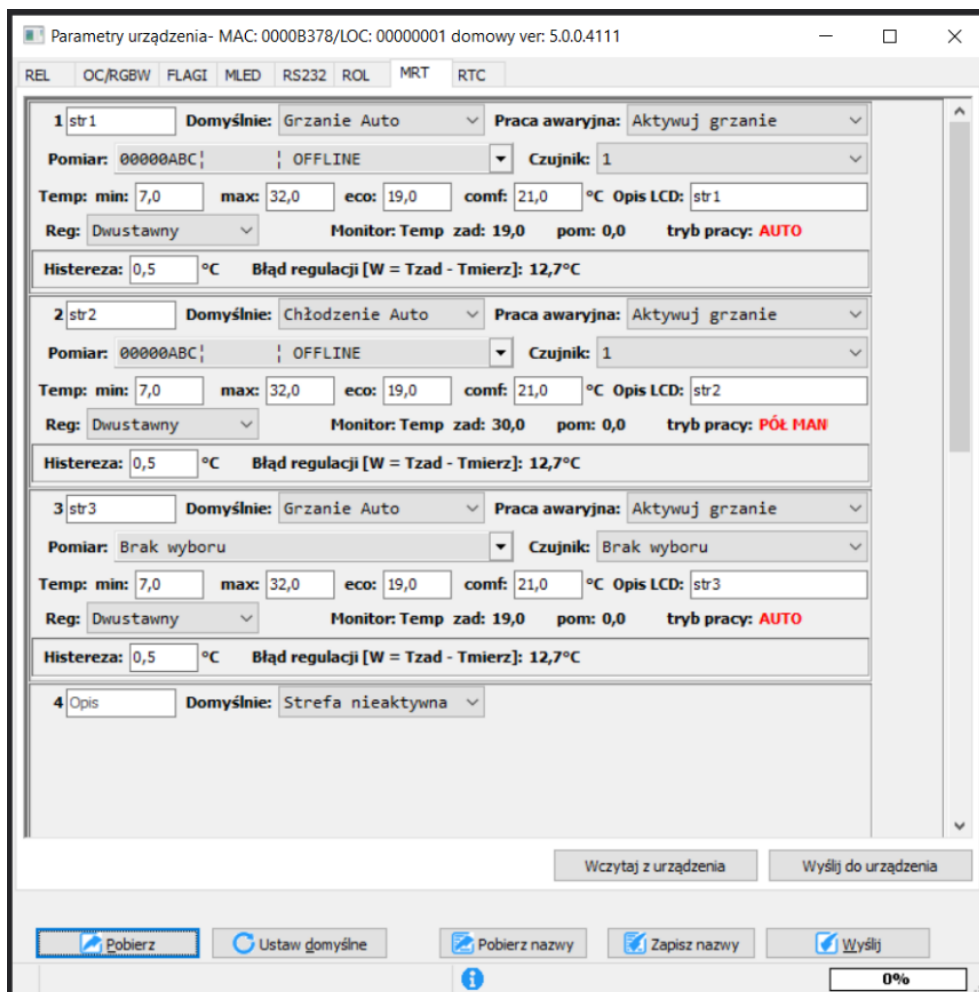 Parametry urządzenia- MAC: 0000B378/LOC: 00000001 domowy ver: 5.0.0.4111
REL OC/RGBW FLAGI MLED RS232 ROL MRT RTC
1 str1 Domyślnie: Grzanie Auto Praca awaryjna: Aktywuj grzanie
Pomiar: 00000ABC¦ ¦ OFFLINE Czujnik: 1
Temp: min: 7,0 max: 32,0 eco: 19,0 comf: 21,0 °C Opis LCD: str1
Reg: Dwustawny Monitor: Temp zad: 19,0 pom: 0,0 tryb pracy: AUTO
Histereza: 0,5 °C Błąd regulacji [W = Tzad - Tmierz]: 12,7°C
2 str2 Domyślnie: Chłodzenie Auto Praca awaryjna: Aktywuj grzanie
Pomiar: 00000ABC¦ ¦ OFFLINE Czujnik: 1
Temp: min: 7,0 max: 32,0 eco: 19,0 comf: 21,0 °C Opis LCD: str2
Reg: Dwustawny Monitor: Temp zad: 30,0 pom: 0,0 tryb pracy: PÓŁ MAN
Histereza: 0,5 °C Błąd regulacji [W = Tzad - Tmierz]: 12,7°C
3 str3 Domyślnie: Grzanie Auto Praca awaryjna: Aktywuj grzanie
Pomiar: Brak wyboru Czujnik: Brak wyboru
Temp: min: 7,0 max: 32,0 eco: 19,0 comf: 21,0 °C Opis LCD: str3
Reg: Dwustawny Monitor: Temp zad: 19,0 pom: 0,0 tryb pracy: AUTO
Histereza: 0,5 °C Błąd regulacji [W = Tzad - Tmierz]: 12,7°C
4 Opis Domyślnie: Strefa nieaktywna
Wczytaj z urządzenia Wyślij do urządzenia
Pobierz Ustaw domyślne Pobierz nazwy Zapisz nazwy Wyślij
0%